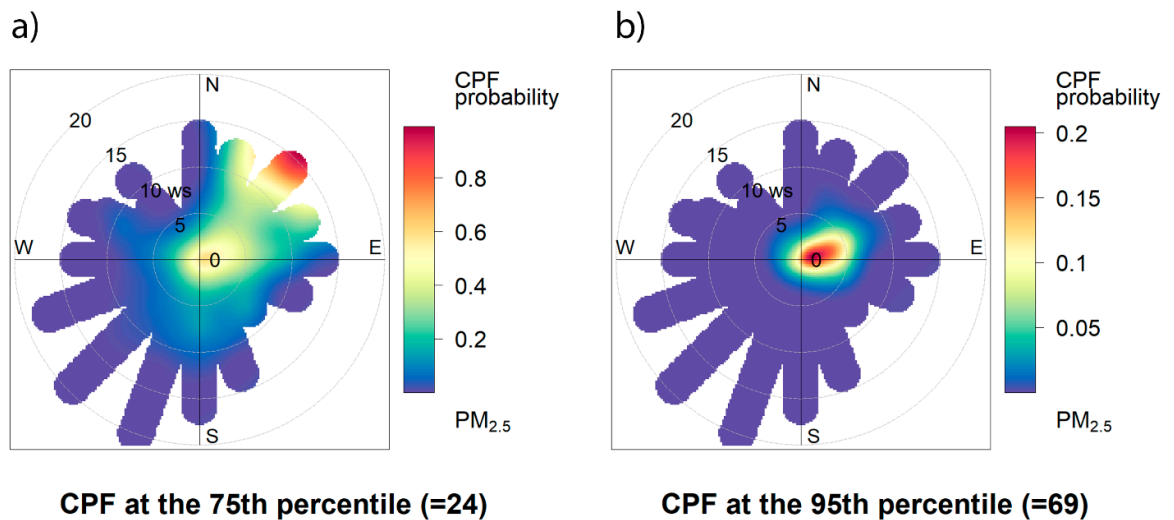 a)
N
20
15
10 ws
5
0
W
E
S
CPF
probability
0.8
0.6
0.4
0.2
PM2.5
CPF at the 75th percentile (=24)
b)
N
20
15
10 ws
5
0
W
E
S
CPF
probability
0.2
0.15
0.1
0.05
PM2.5
CPF at the 95th percentile (=69)